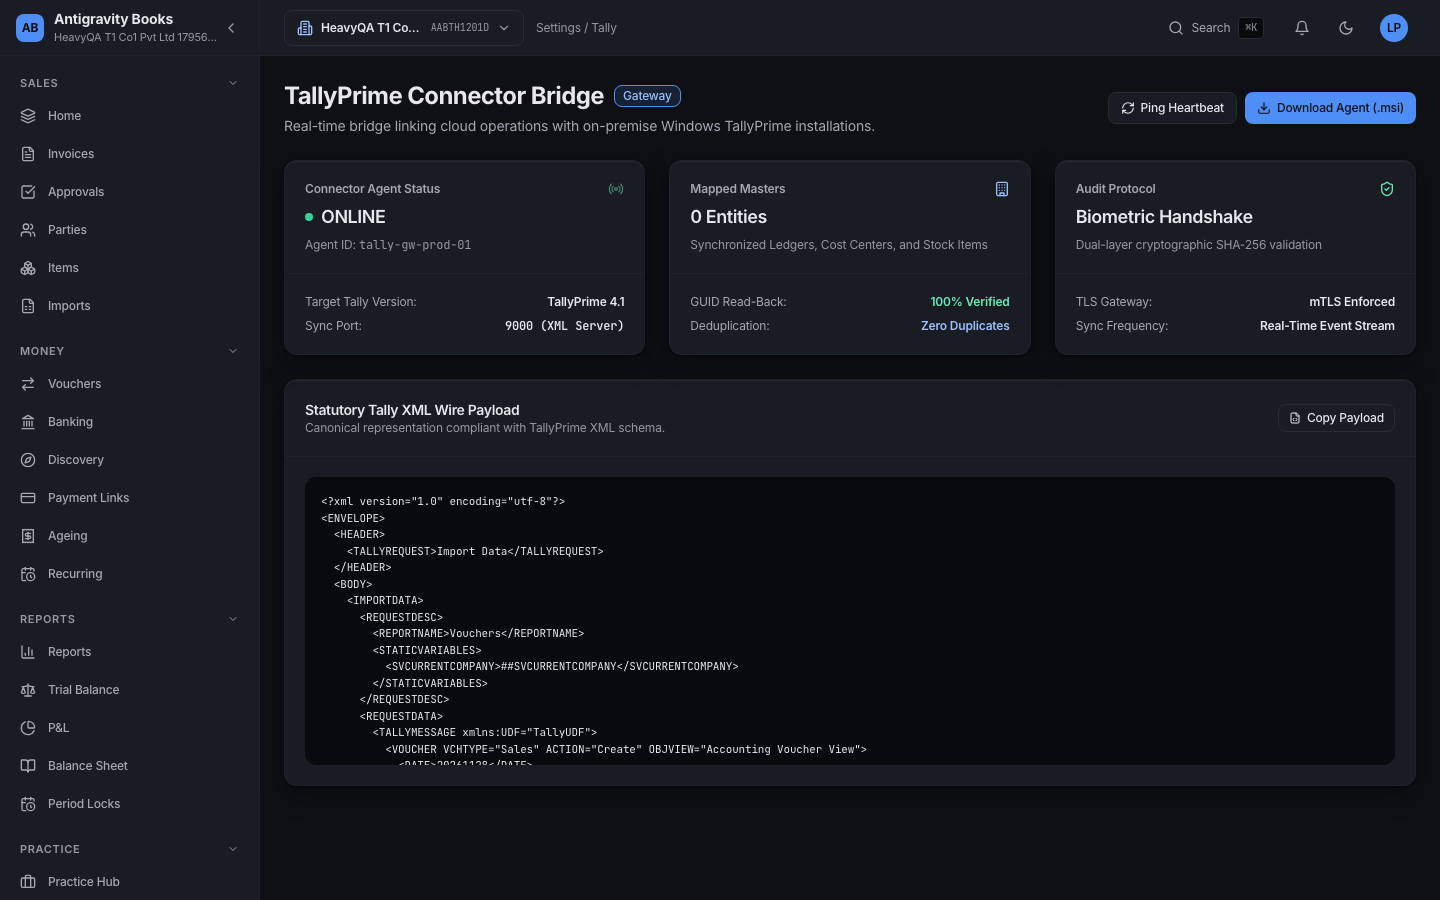 AB
Antigravity Books
HeavyQA T1 Co1 Pvt Ltd 17956...
HeavyQA T1 Co...
AABTH1201D
Settings / Tally
Search
⌘K
LP
SALES
Home
Invoices
Approvals
Parties
Items
Imports
MONEY
Vouchers
Banking
Discovery
Payment Links
Ageing
Recurring
REPORTS
Reports
Trial Balance
P&L
Balance Sheet
Period Locks
PRACTICE
Practice Hub
TallyPrime Connector Bridge
Gateway
Real-time bridge linking cloud operations with on-premise Windows TallyPrime installations.
Ping Heartbeat
Download Agent (.msi)
Connector Agent Status
ONLINE
Agent ID: tally-gw-prod-01
Target Tally Version: TallyPrime 4.1
Sync Port: 9000 (XML Server)
Mapped Masters
0 Entities
Synchronized Ledgers, Cost Centers, and Stock Items
GUID Read-Back: 100% Verified
Deduplication: Zero Duplicates
Audit Protocol
Biometric Handshake
Dual-layer cryptographic SHA-256 validation
TLS Gateway: mTLS Enforced
Sync Frequency: Real-Time Event Stream
Statutory Tally XML Wire Payload
Canonical representation compliant with TallyPrime XML schema.
Copy Payload
<?xml version="1.0" encoding="utf-8"?>
<ENVELOPE>
<HEADER>
<TALLYREQUEST>Import Data</TALLYREQUEST>
</HEADER>
<BODY>
<IMPORTDATA>
<REQUESTDESC>
<REPORTNAME>Vouchers</REPORTNAME>
<STATICVARIABLES>
<SVCURRENTCOMPANY>##SVCURRENTCOMPANY</SVCURRENTCOMPANY>
</STATICVARIABLES>
</REQUESTDESC>
<REQUESTDATA>
<TALLYMESSAGE xmlns:UDF="TallyUDF">
<VOUCHER VCHTYPE="Sales" ACTION="Create" OBJVIEW="Accounting Voucher View">